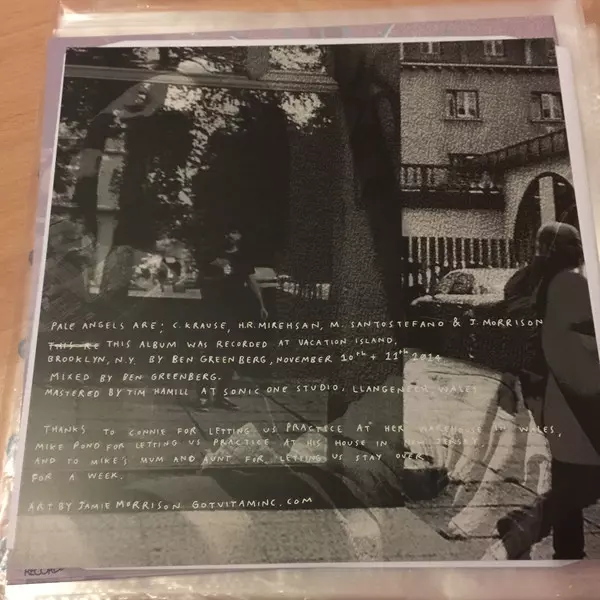 PALE ANGELS ARE; C. KRAUSE, H.R. MIREHSAN, M. SANTOSTEFANO & J. MORRISON
THIS RE THIS ALBUM WAS RECORDED AT VACATION ISLAND,
BROOKLYN, N.Y. BY BEN GREENBERG, NOVEMBER 10TH + 11TH 2014
MIXED BY BEN GREENBERG.
MASTERED BY TIM HAMILL AT SONIC ONE STUDIO, LLANGENECH WALES
THANKS TO CONNIE FOR LETTING US PRACTICE AT HER WAREHOUSE IN WALES,
MIKE POND FOR LETTING US PRACTICE AT HIS HOUSE IN NEW JERSEY,
AND TO MIKE'S MUM AND AUNT FOR LETTING US STAY OVER
FOR A WEEK.
ART BY JAMIE MORRISON GOTVITAMINC.COM